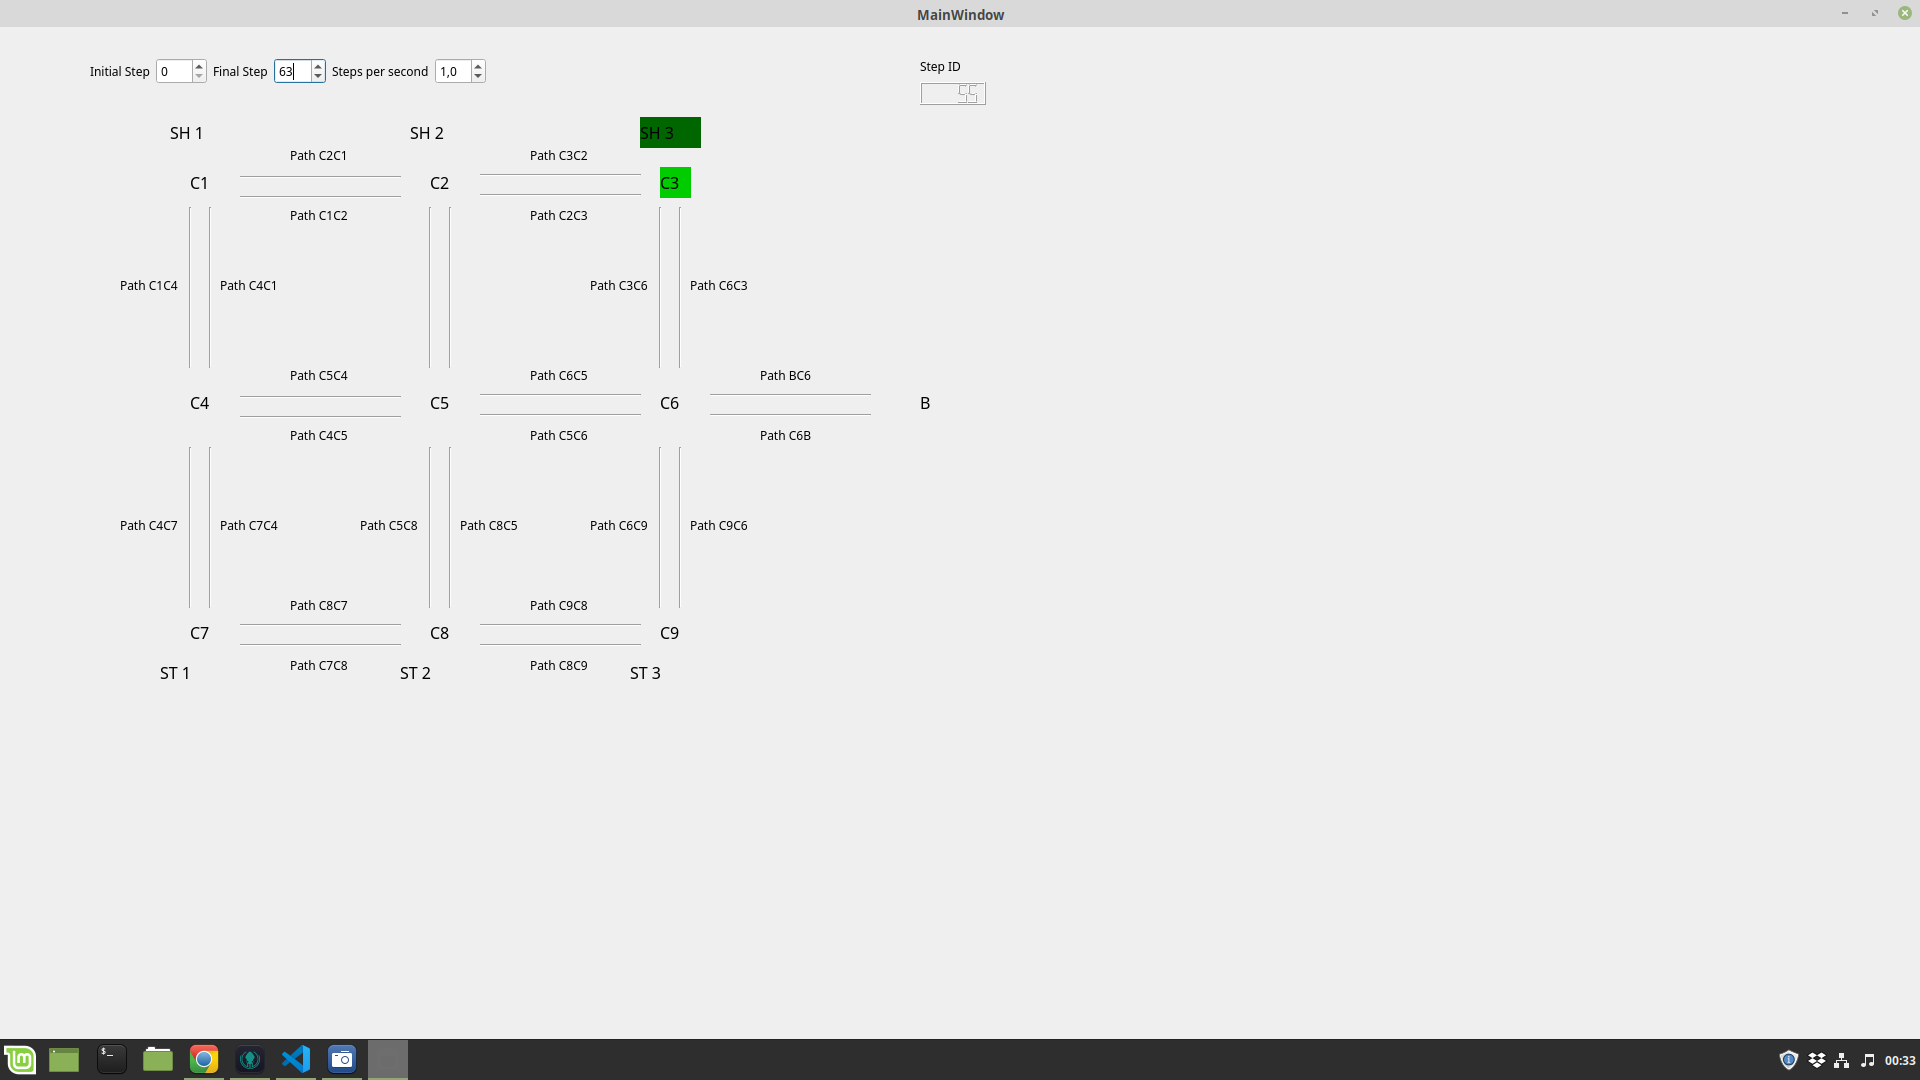 MainWindow
Initial Step 0 Final Step 63 Steps per second 1,0
Step ID
55
SH 1 SH 2 SH 3
Path C2C1 Path C3C2
C1 C2 C3
Path C1C2 Path C2C3
Path C1C4 Path C4C1 Path C3C6 Path C6C3
Path C5C4 Path C6C5 Path BC6
C4 C5 C6 B
Path C4C5 Path C5C6 Path C6B
Path C4C7 Path C7C4 Path C5C8 Path C8C5 Path C6C9 Path C9C6
Path C8C7 Path C9C8
C7 C8 C9
Path C7C8 Path C8C9
ST 1 ST 2 ST 3
00:33